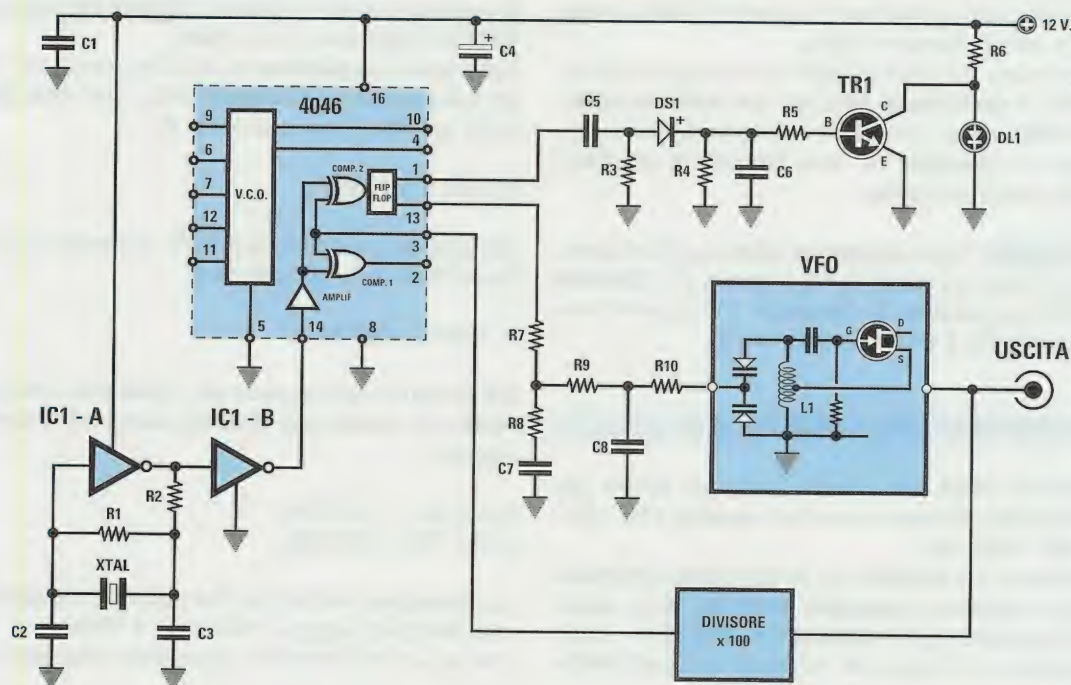 12 V.
C1
C4
R6
16
4046
TR1
C5
DS1
R5
B
C
E
DL1
9
10
6
4
7
V.C.O.
COMP. 2
FLIP
FLOP
1
R3
R4
C6
12
13
11
3
COMP. 1
2
AMPLIF
5
14
8
VFO
USCITA
G
D
S
L1
R7
R9
R10
R8
C8
C7
IC1 - A
IC1 - B
R2
R1
XTAL
C2
C3
DIVISORE
x 100
+
+